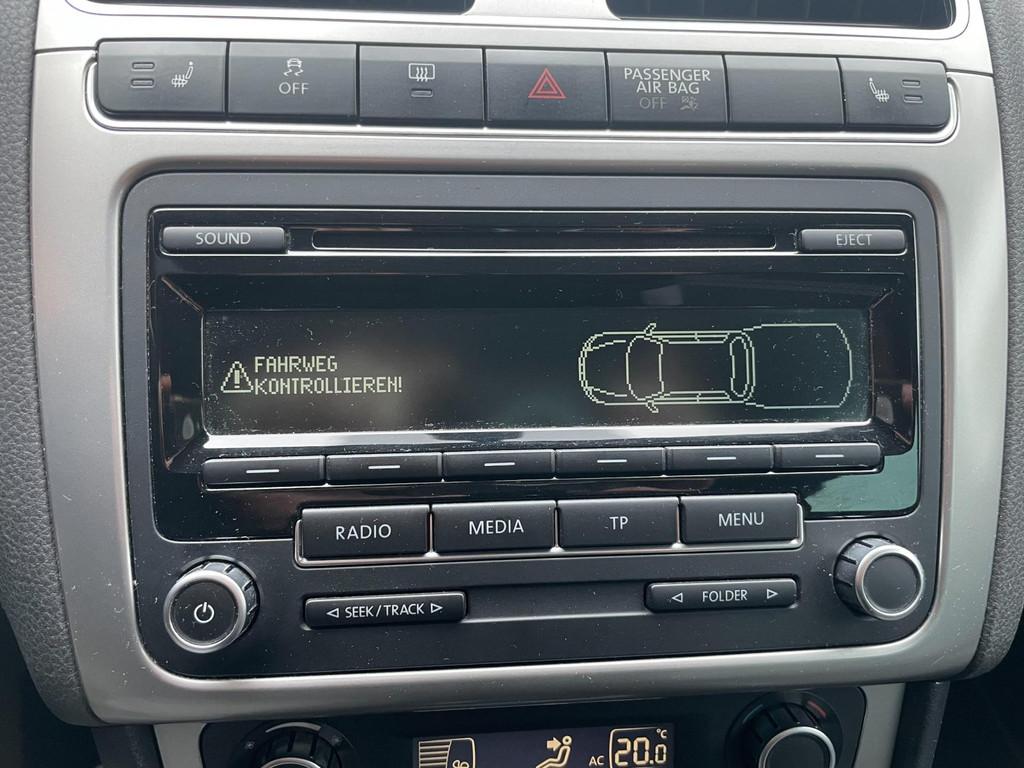 OFF
PASSENGER
AIR BAG
OFF
SOUND
EJECT
FAHRWEG
KONTROLLIEREN!
RADIO
MEDIA
TP
MENU
SEEK/TRACK
FOLDER
AC 20.0 °C